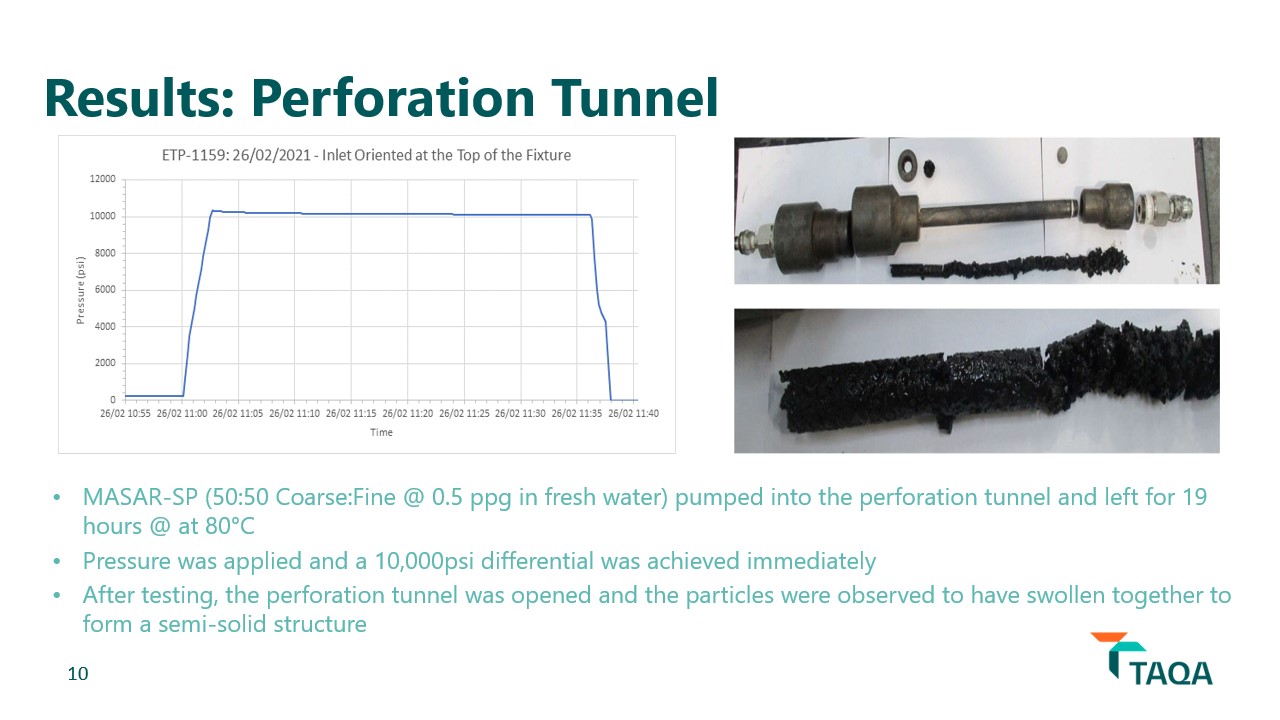 Results: Perforation Tunnel
ETP-1159: 26/02/2021 - Inlet Oriented at the Top of the Fixture
12000
10000
8000
6000
4000
2000
0
Pressure (psi)
26/02 10:55 26/02 11:00 26/02 11:05 26/02 11:10 26/02 11:15 26/02 11:20 26/02 11:25 26/02 11:30 26/02 11:35 26/02 11:40
Time
• MASAR-SP (50:50 Coarse:Fine @ 0.5 ppg in fresh water) pumped into the perforation tunnel and left for 19
hours @ at 80°C
• Pressure was applied and a 10,000psi differential was achieved immediately
• After testing, the perforation tunnel was opened and the particles were observed to have swollen together to
form a semi-solid structure
10
TAQA